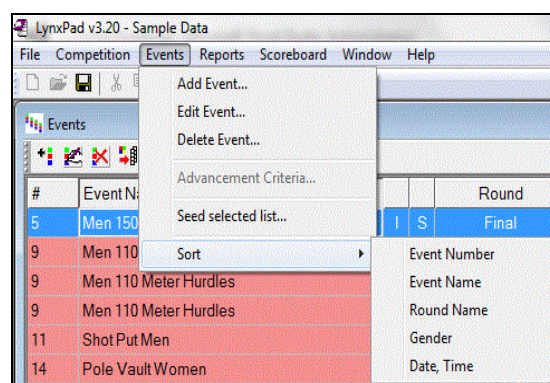 LynxPad v3.20 - Sample Data
File Competition Events Reports Scoreboard Window Help
Add Event...
Edit Event...
Delete Event...
Advancement Criteria...
Seed selected list...
Sort
Event Number
Event Name
Round Name
Gender
Date, Time
Events
# Event Round
5 Men I S Final
9 Men 110
9 Men 110 Meter Hurdles
9 Men 110 Meter Hurdles
11 Shot Put Men
14 Pole Vault Women